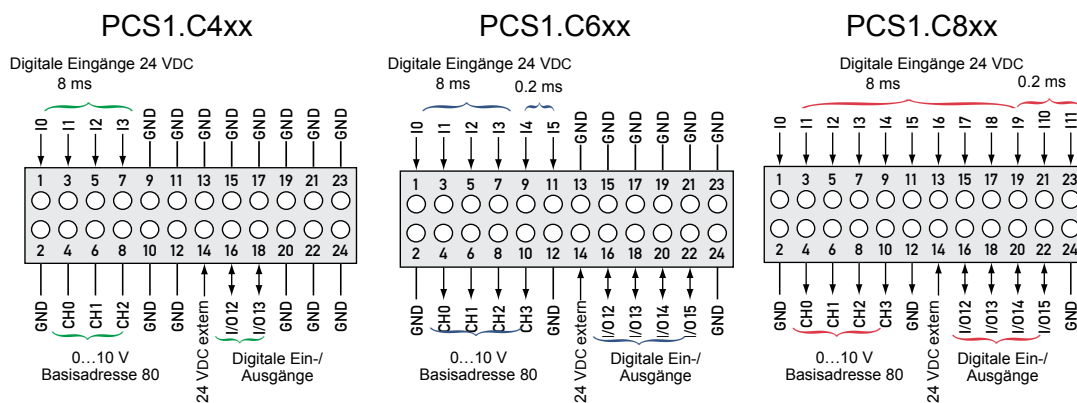 PCS1.C4xx
Digitale Eingänge 24 VDC
8 ms
I0 I1 I2 I3 GND GND GND GND GND GND GND GND
1 3 5 7 9 11 13 15 17 19 21 23
2 4 6 8 10 12 14 16 18 20 22 24
GND CH0 CH1 CH2 GND GND 24 VDC extern I/O12 I/O13 GND GND GND
0...10 V
Basisadresse 80
Digitale Ein-/
Ausgänge
PCS1.C6xx
Digitale Eingänge 24 VDC
8 ms
0.2 ms
I0 I1 I2 I3 I4 I5 GND GND GND GND GND GND
1 3 5 7 9 11 13 15 17 19 21 23
2 4 6 8 10 12 14 16 18 20 22 24
GND CH0 CH1 CH2 CH3 GND 24 VDC extern I/O12 I/O13 I/O14 I/O15 GND
0...10 V
Basisadresse 80
Digitale Ein-/
Ausgänge
PCS1.C8xx
Digitale Eingänge 24 VDC
8 ms
0.2 ms
I0 I1 I2 I3 I4 I5 I6 I7 I8 I9 I10 I11
1 3 5 7 9 11 13 15 17 19 21 23
2 4 6 8 10 12 14 16 18 20 22 24
GND CH0 CH1 CH2 CH3 GND 24 VDC extern I/O12 I/O13 I/O14 I/O15 GND
0...10 V
Basisadresse 80
Digitale Ein-/
Ausgänge